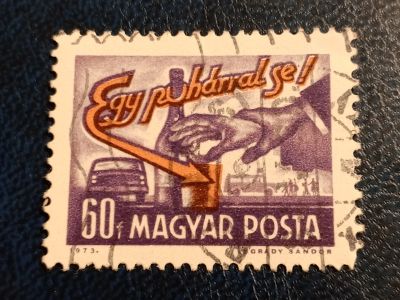 Egy pohárral se!
60f MAGYAR POSTA
1973. GRÁDY SÁNDOR